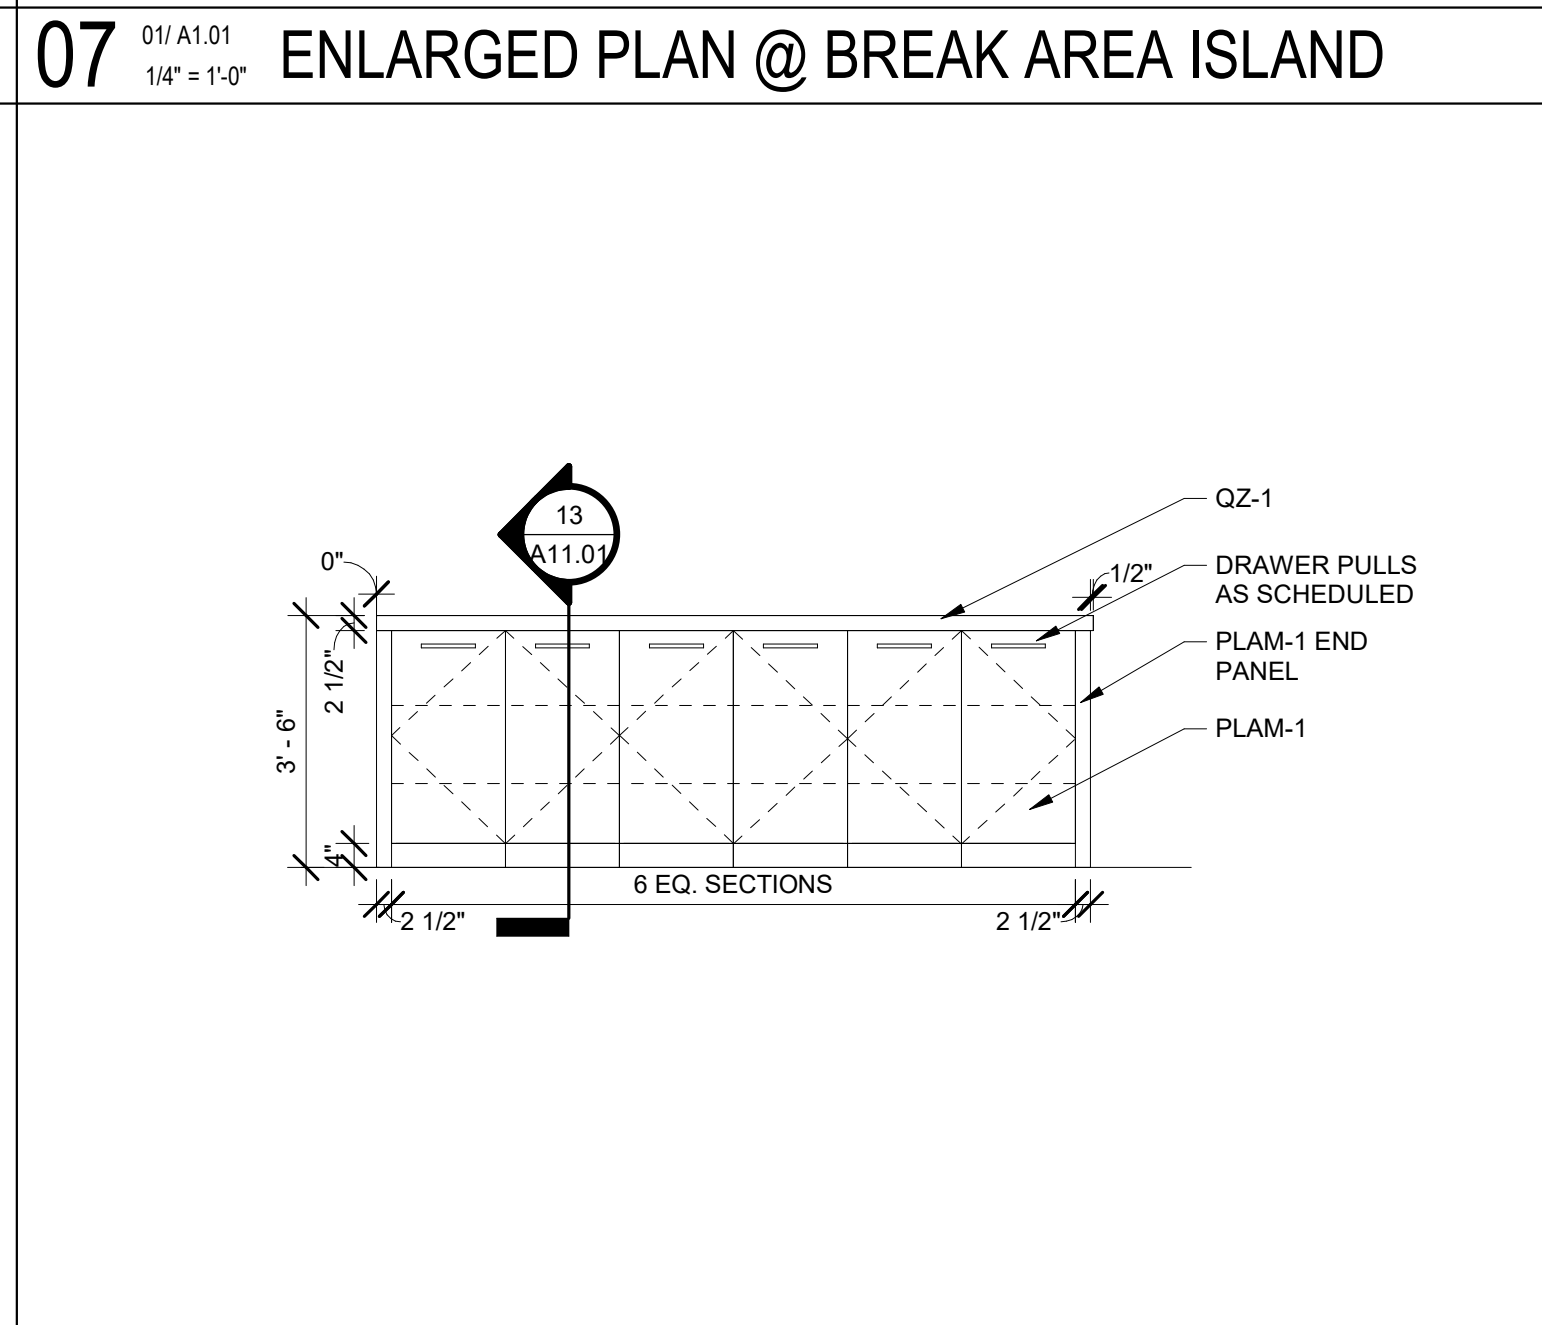 07
01/ A1.01
1/4" = 1'-0"
ENLARGED PLAN @ BREAK AREA ISLAND
13
A11.01
QZ-1
DRAWER PULLS
AS SCHEDULED
PLAM-1 END
PANEL
PLAM-1
0"
1/2"
2 1/2"
3' - 6"
4"
6 EQ. SECTIONS
2 1/2"
2 1/2"